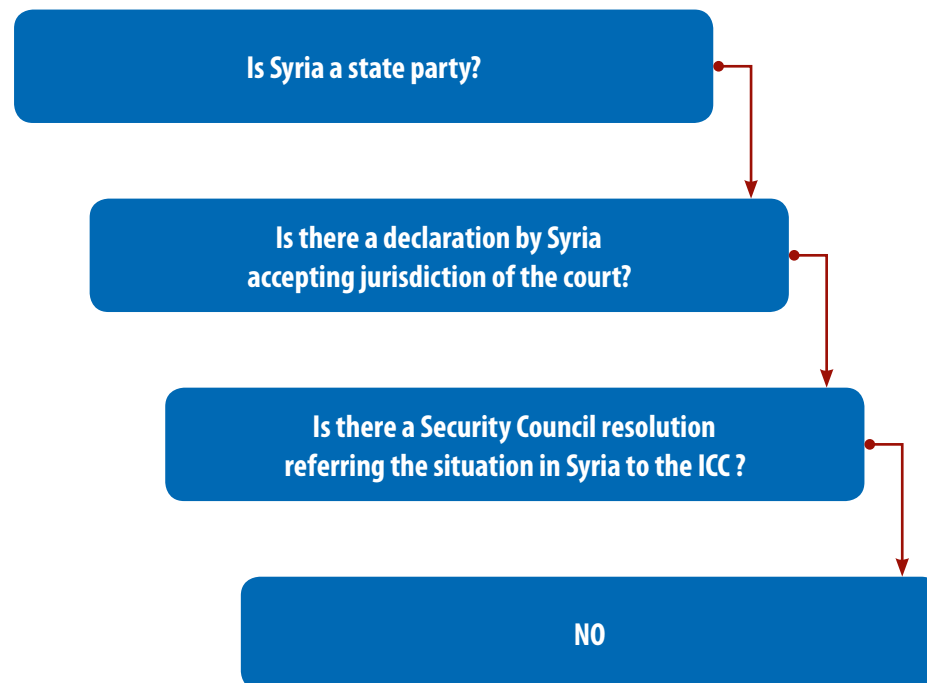 Is Syria a state party?
Is there a declaration by Syria
accepting jurisdiction of the court?
Is there a Security Council resolution
referring the situation in Syria to the ICC ?
NO